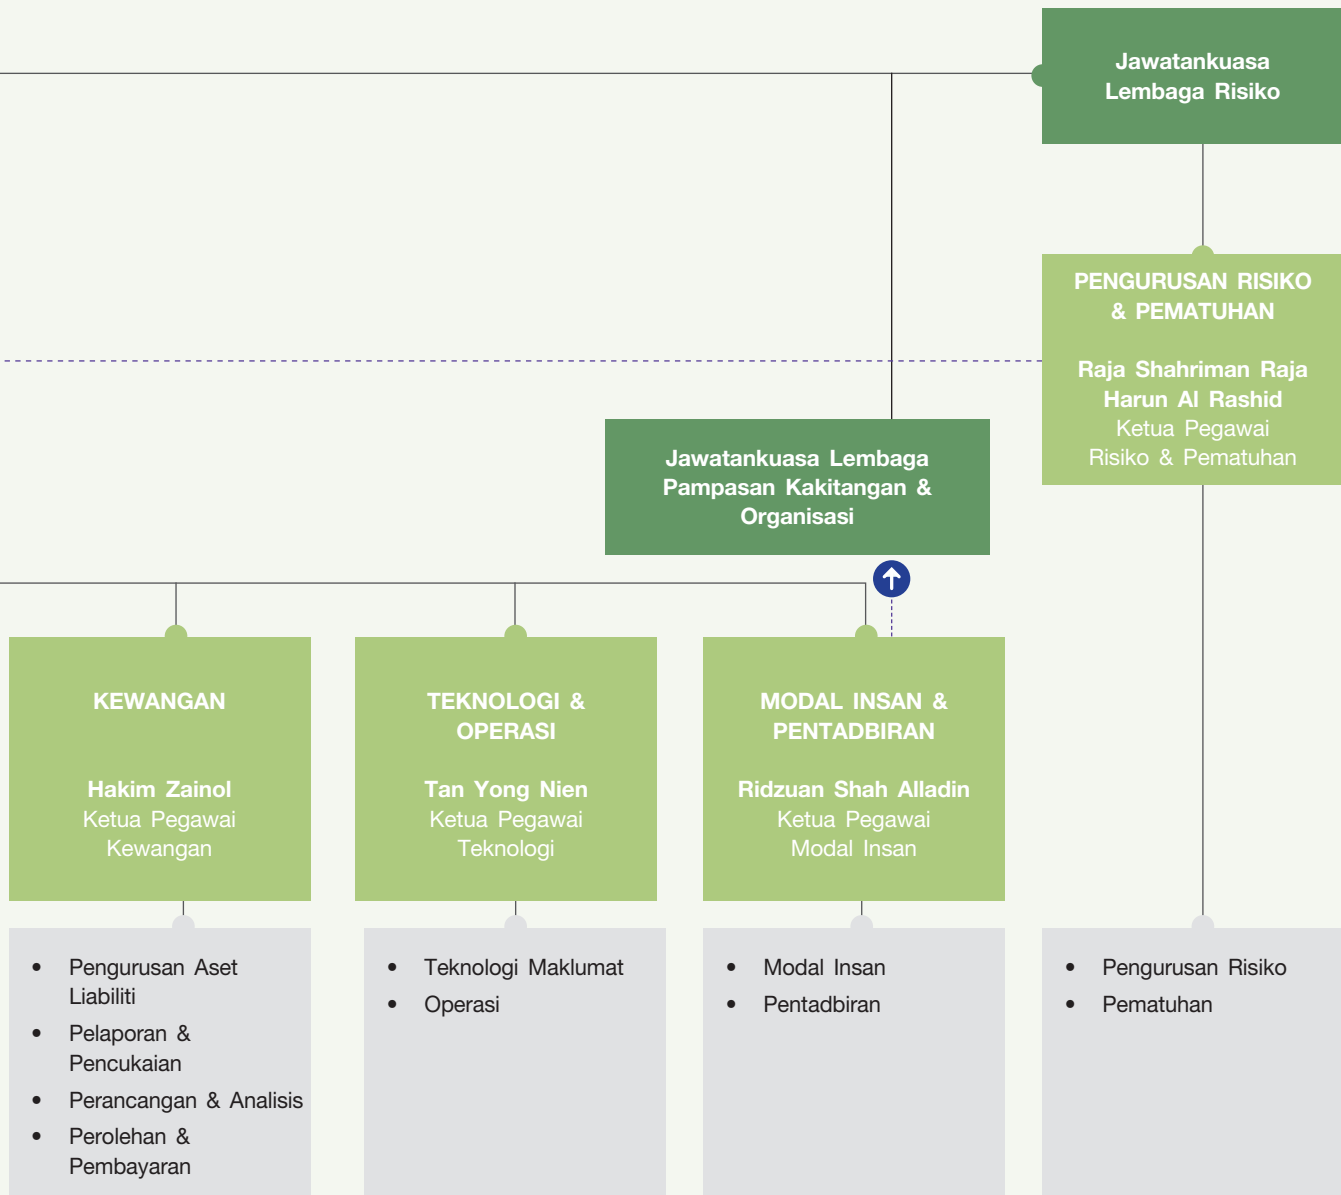 Jawatankuasa
Lembaga Risiko
PENGURUSAN RISIKO
& PEMATUHAN
Raja Shahriman Raja
Harun Al Rashid
Ketua Pegawai
Risiko & Pematuhan
Jawatankuasa Lembaga
Pampasan Kakitangan &
Organisasi
KEWANGAN
Hakim Zainol
Ketua Pegawai
Kewangan
TEKNOLOGI &
OPERASI
Tan Yong Nien
Ketua Pegawai
Teknologi
MODAL INSAN &
PENTADBIRAN
Ridzuan Shah Alladin
Ketua Pegawai
Modal Insan
• Pengurusan Aset
Liabiliti
• Pelaporan &
Pencukaian
• Perancangan & Analisis
• Perolehan &
Pembayaran
• Teknologi Maklumat
• Operasi
• Modal Insan
• Pentadbiran
• Pengurusan Risiko
• Pematuhan